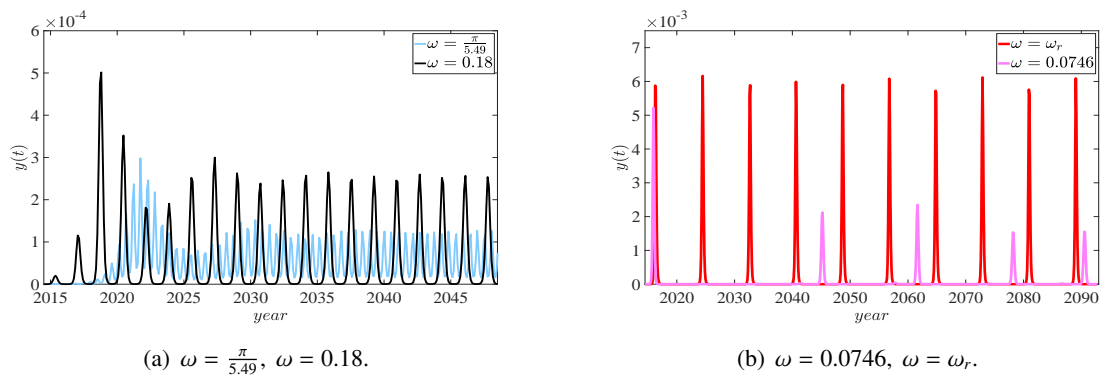 ×10⁻⁴
6
5
4
3
2
1
0
y(t)
ω = π/5.49
ω = 0.18
2015 2020 2025 2030 2035 2040 2045
year
(a) ω = π/5.49, ω = 0.18.
×10⁻³
7
6
5
4
3
2
1
0
y(t)
ω = ωᵣ
ω = 0.0746
2020 2030 2040 2050 2060 2070 2080 2090
year
(b) ω = 0.0746, ω = ωᵣ.